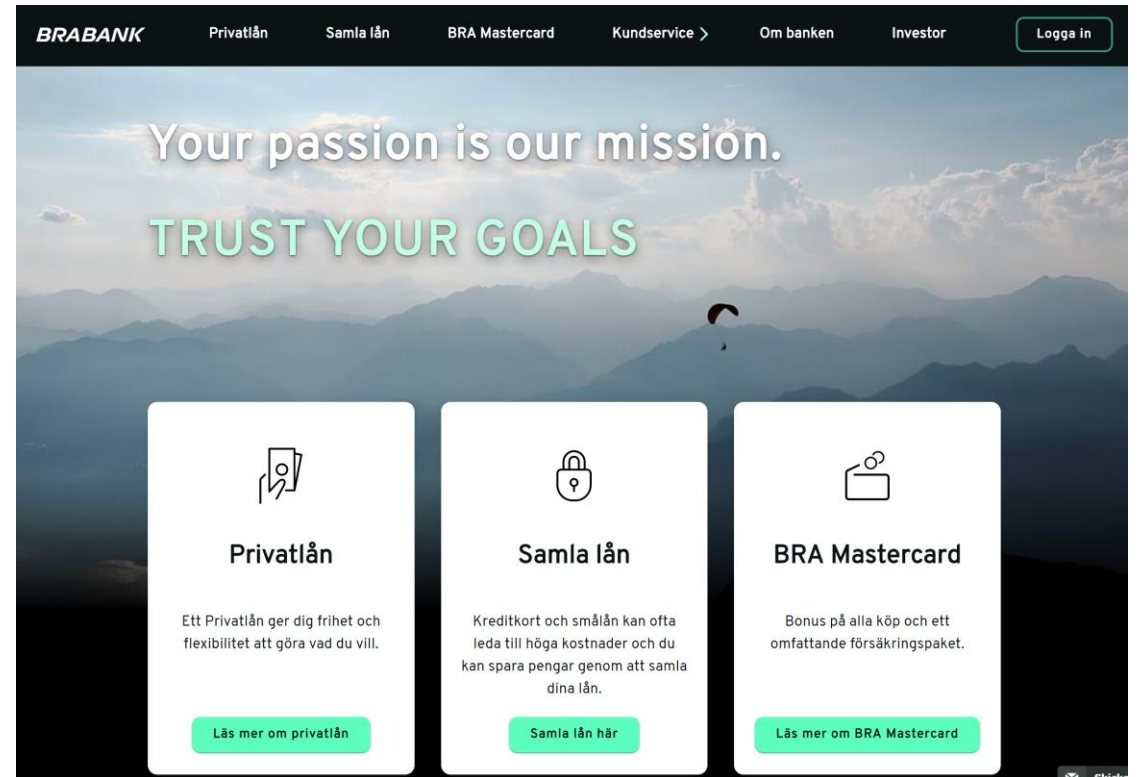 BRABANK
Privatlån
Samla lån
BRA Mastercard
Kundservice
Om banken
Investor
Logga in
Your passion is our mission.
TRUST YOUR GOALS
Privatlån
Ett Privatlån ger dig frihet och
flexibilitet att göra vad du vill.
Läs mer om privatlån
Samla lån
Kreditkort och smålån kan ofta
leda till höga kostnader och du
kan spara pengar genom att samla
dina lån.
Samla lån här
BRA Mastercard
Bonus på alla köp och ett
omfattande försäkringspaket.
Läs mer om BRA Mastercard